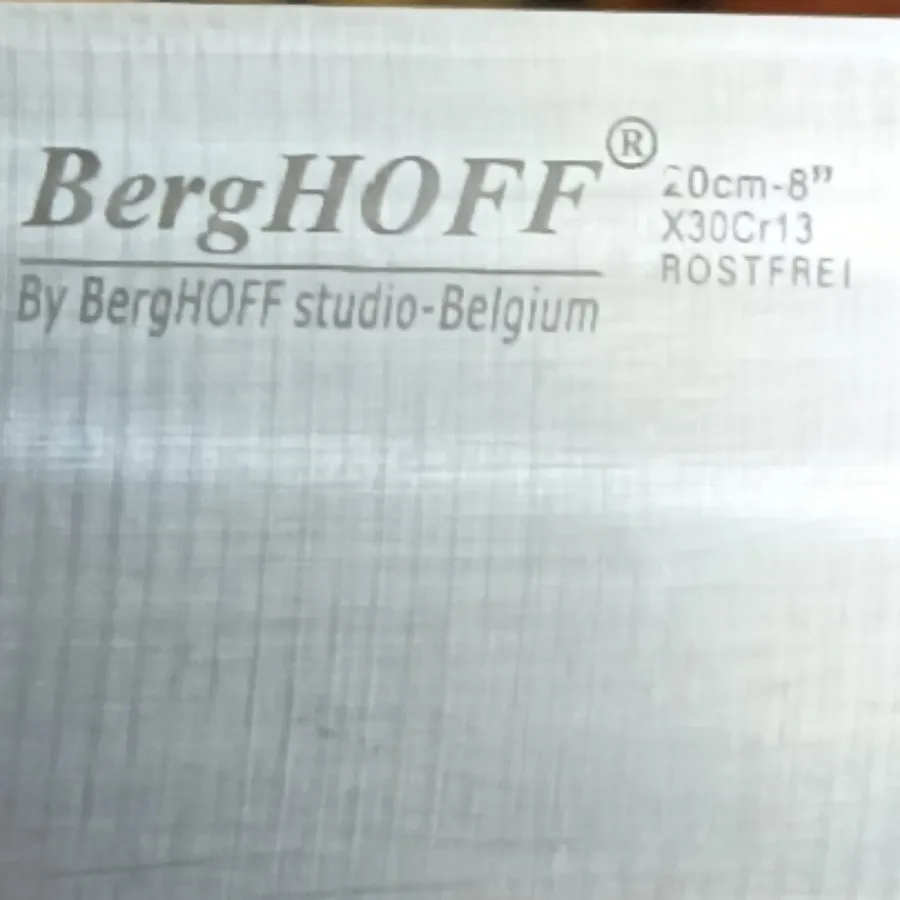 BergHOFF®
By BergHOFF studio-Belgium
20cm-8”
X30Cr13
ROSTFREI